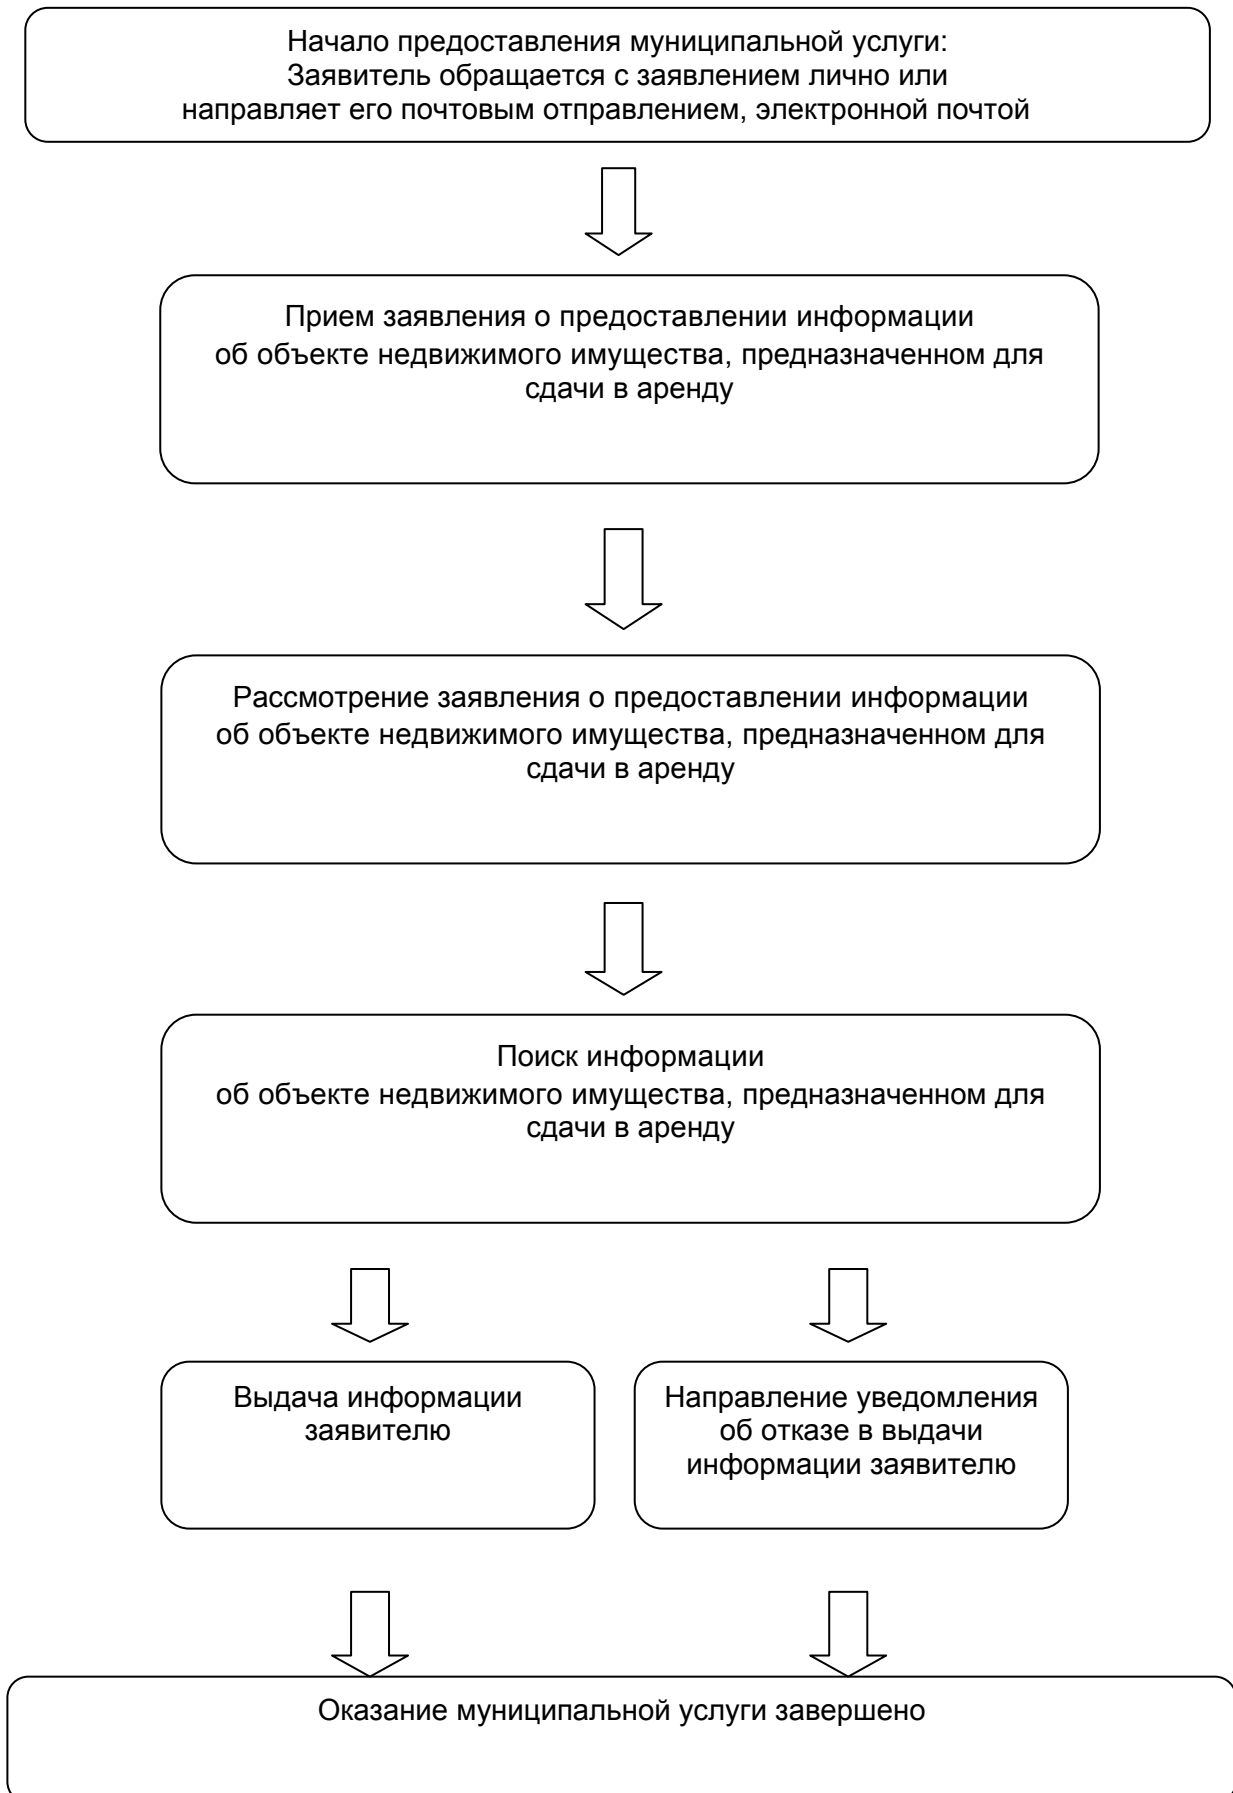 Начало предоставления муниципальной услуги:
Заявитель обращается с заявлением лично или
направляет его почтовым отправлением, электронной почтой
Прием заявления о предоставлении информации
об объекте недвижимого имущества, предназначенном для
сдачи в аренду
Рассмотрение заявления о предоставлении информации
об объекте недвижимого имущества, предназначенном для
сдачи в аренду
Поиск информации
об объекте недвижимого имущества, предназначенном для
сдачи в аренду
Выдача информации
заявителю
Направление уведомления
об отказе в выдачи
информации заявителю
Оказание муниципальной услуги завершено